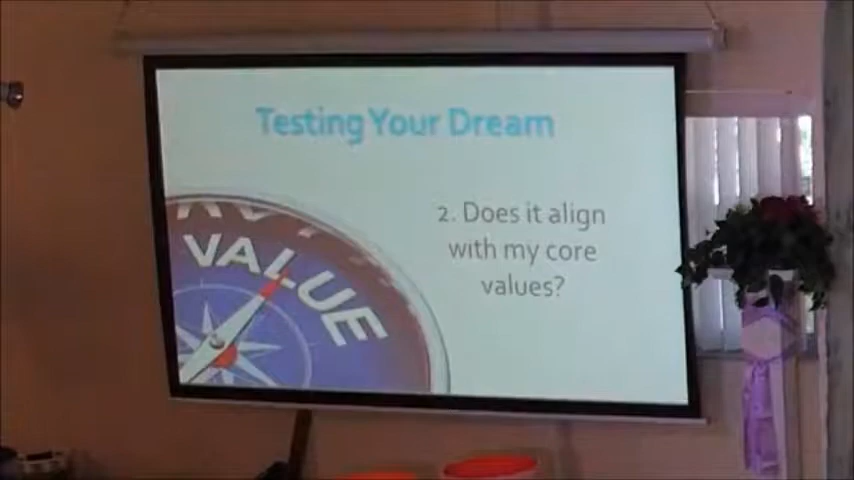 Testing Your Dream
2. Does it align
with my core
values?
VALUE